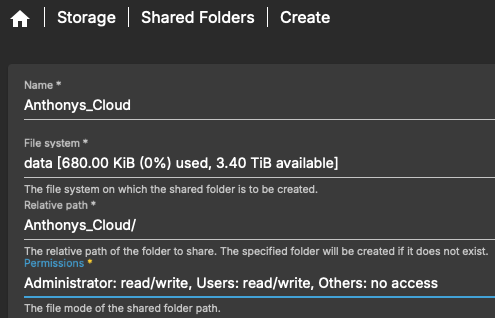 Storage | Shared Folders | Create
Name *
Anthonys_Cloud
File system *
data [680.00 KiB (0%) used, 3.40 TiB available]
The file system on which the shared folder is to be created.
Relative path *
Anthonys_Cloud/
The relative path of the folder to share. The specified folder will be created if it does not exist.
Permissions *
Administrator: read/write, Users: read/write, Others: no access
The file mode of the shared folder path.